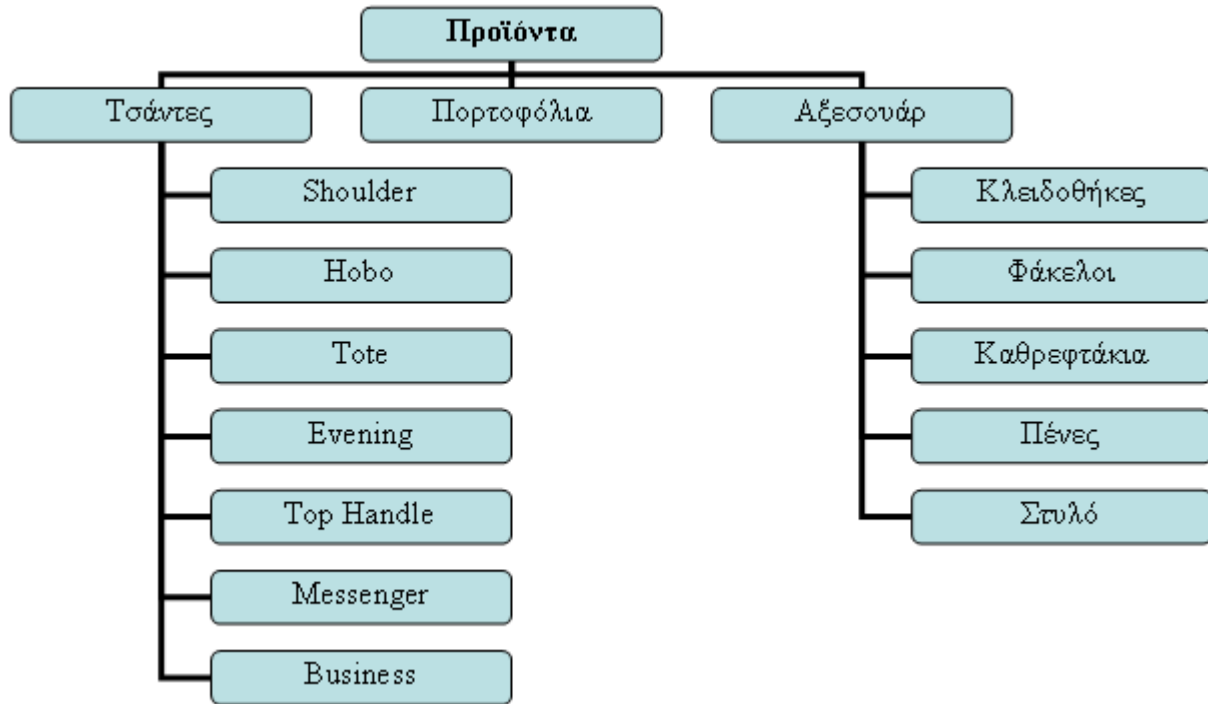 Προϊόντα
Τσάντες
Πορτοφόλια
Αξεσουάρ
Shoulder
Hobo
Tote
Evening
Top Handle
Messenger
Business
Κλειδοθήκες
Φάκελοι
Καθρεφτάκια
Πένες
Στυλό